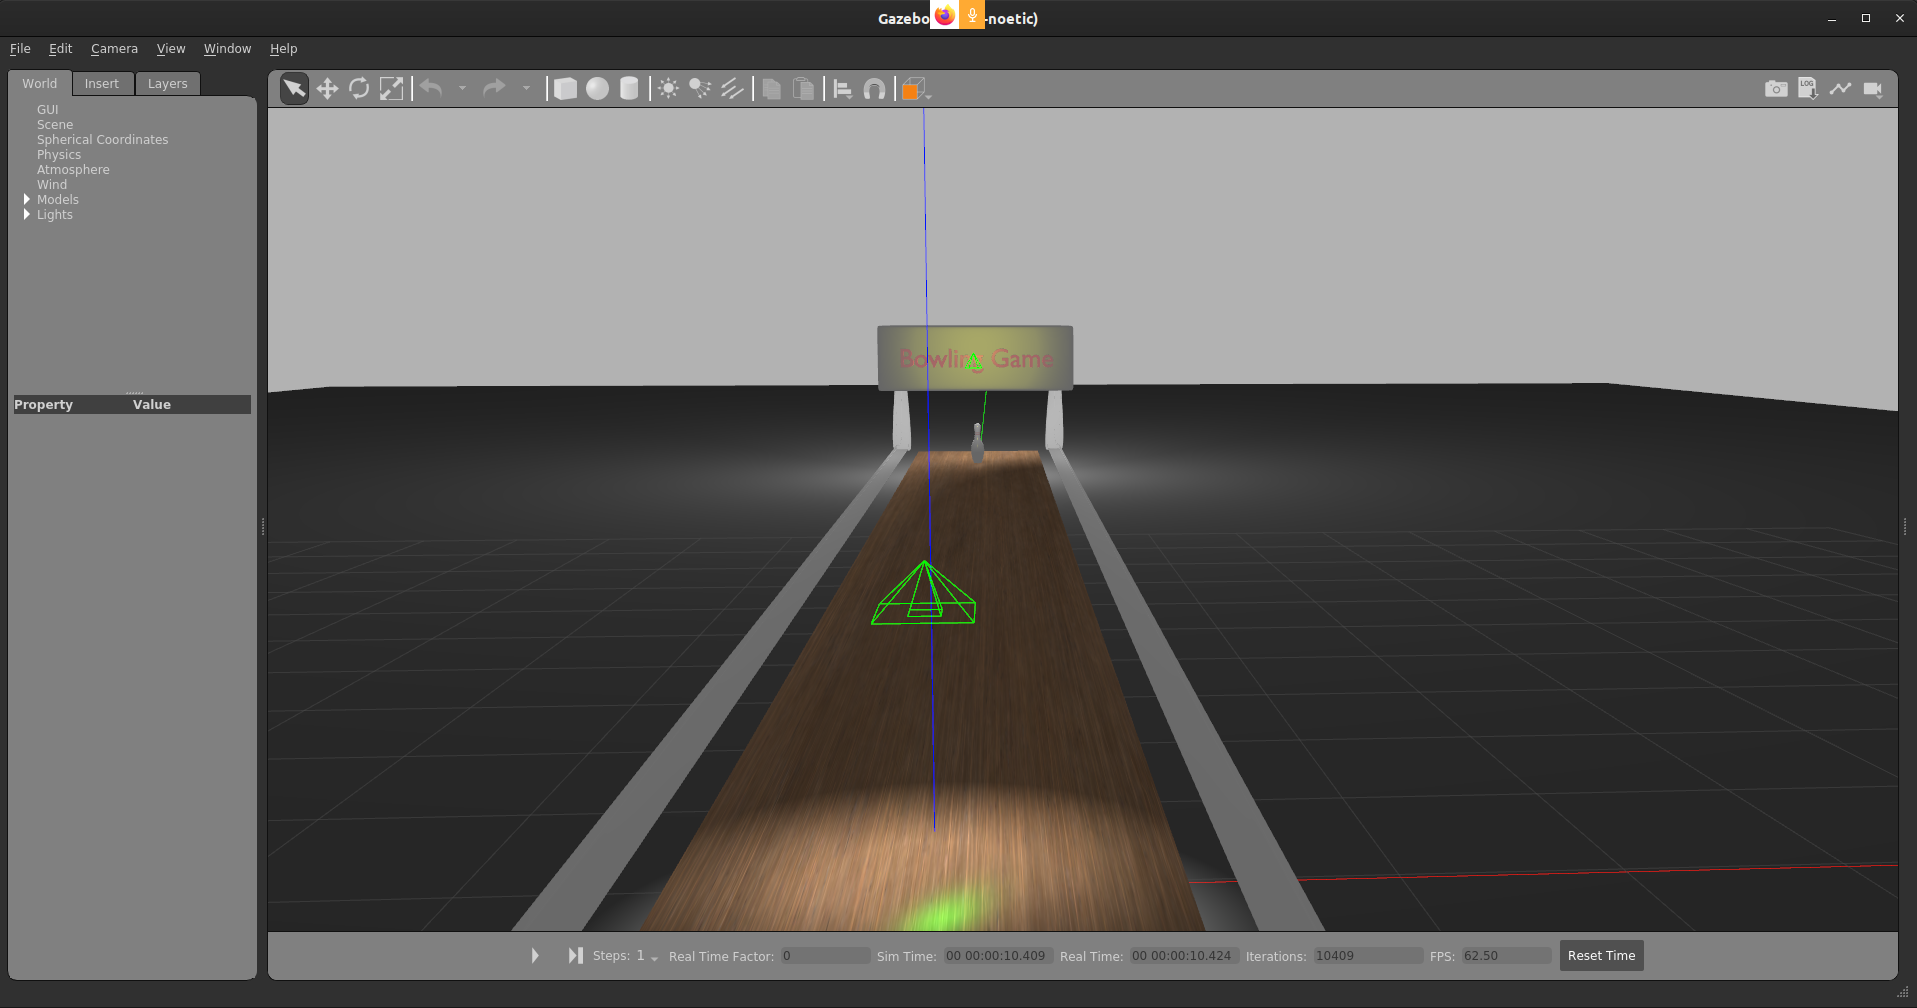 Gazebo -noetic)
File Edit Camera View Window Help
World Insert Layers
GUI
Scene
Spherical Coordinates
Physics
Atmosphere
Wind
Models
Lights
Property Value
LOG
Bowling Game
Steps: 1 Real Time Factor: 0 Sim Time: 00 00:00:10.409 Real Time: 00 00:00:10.424 Iterations: 10409 FPS: 62.50 Reset Time